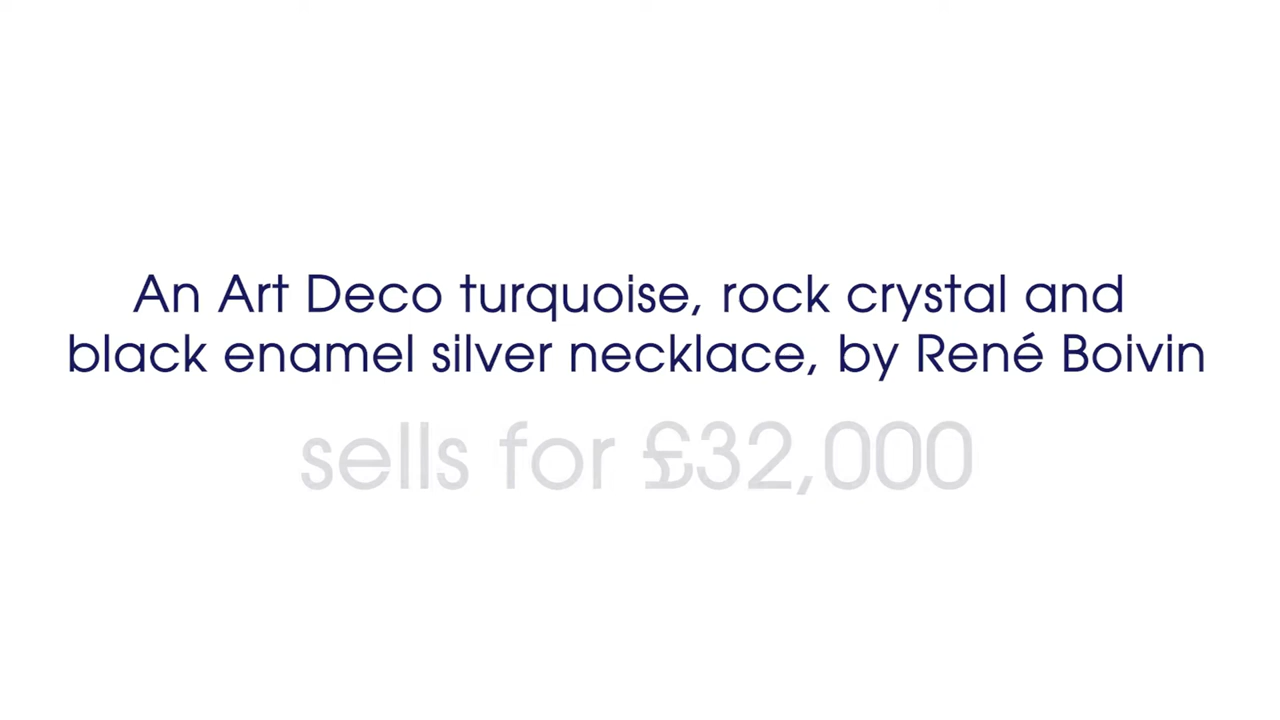 An Art Deco turquoise, rock crystal and
black enamel silver necklace, by René Boivin
sells for £32,000